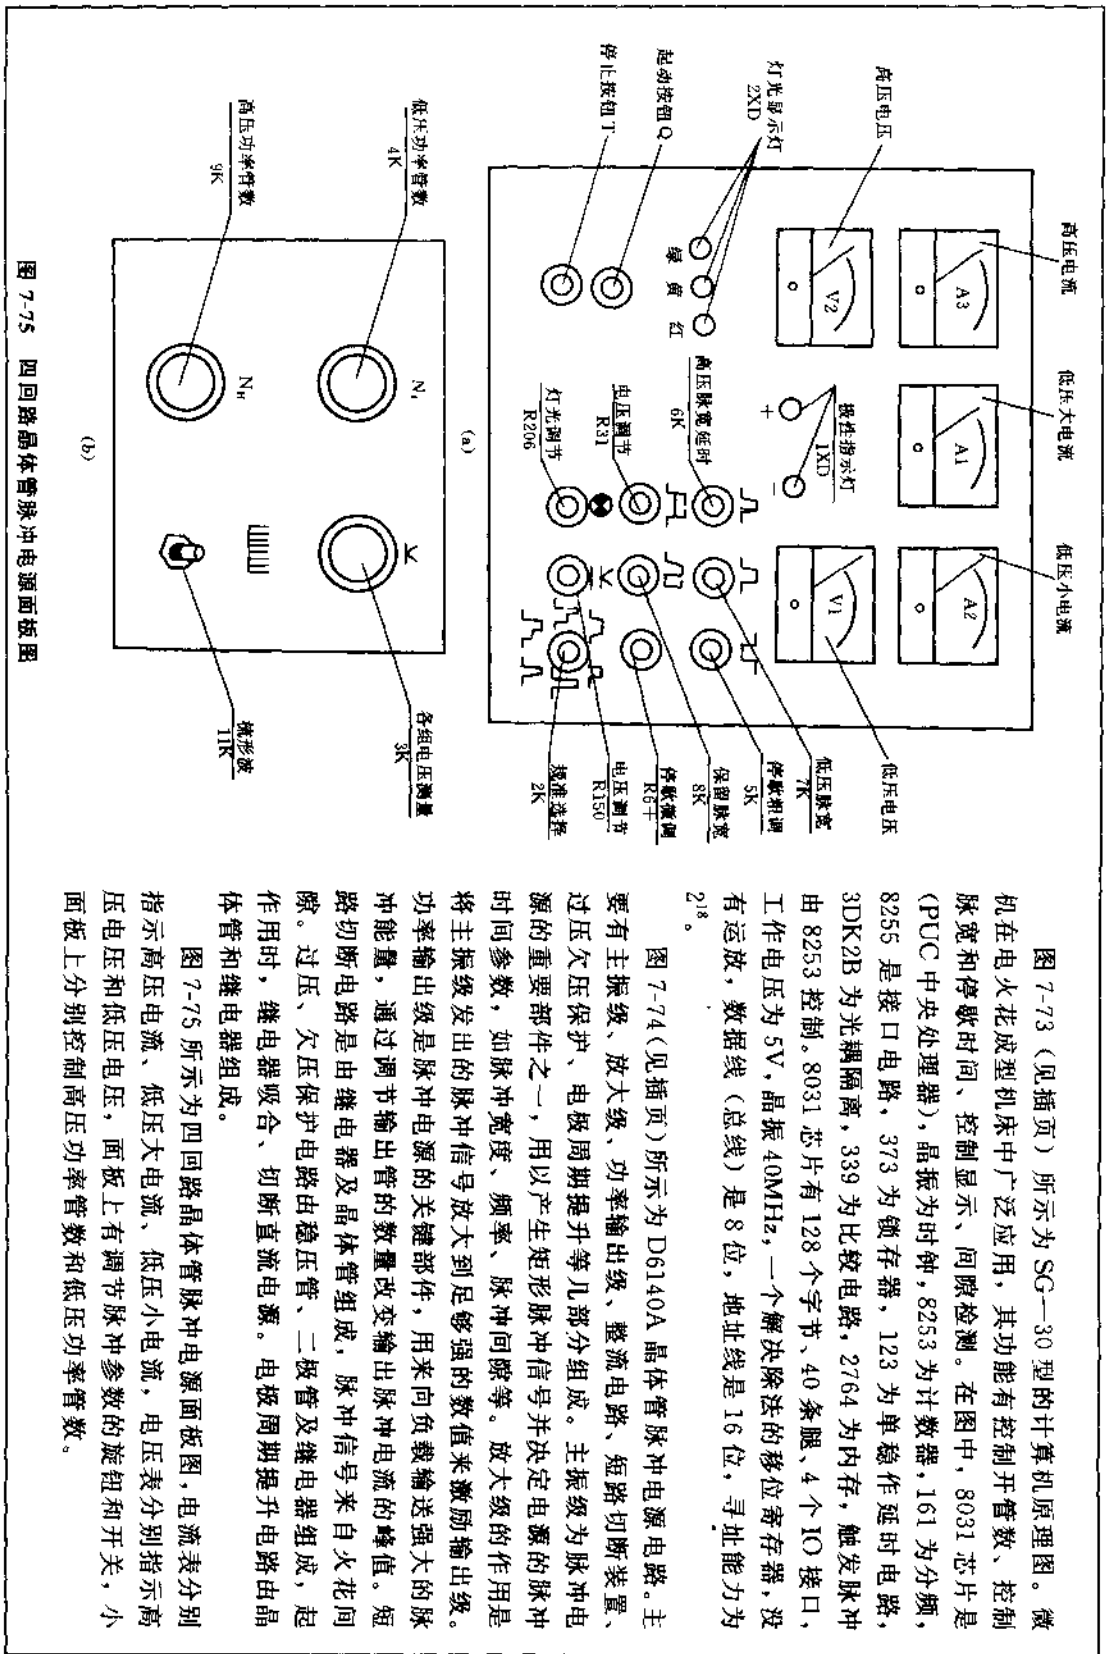 高压电流
低压大电流
低压小电流
高压电压
低压电压
灯光显示灯
2XD
起动按钮Q
停止按钮T
A3
A1
A2
V2
V1
极性指示灯
1XD
+
−
绿
黄
红
高压脉宽延时
6K
电压调节
R31
灯光调节
R206
低压脉宽
7K
停歇粗调
5K
保留脉宽
8K
停歇微调
R6十
电压调节
R150
规准选择
2K
(a)
低压功率管数
4K
高压功率管数
9K
N_H
各组电压测量
3K
梳形波
11K
(b)
图 7-75 四回路晶体管脉冲电源面板图
图 7-73（见插页）所示为 SG—30 型的计算机原理图。微
机在电火花成型机床中广泛应用，其功能有控制开管数、控制
脉宽和停歇时间、控制显示、间隙检测。在图中，8031 芯片是
(PUC 中央处理器)，晶振为时钟，8253 为计数器，161 为分频，
8255 是接口电路，373 为锁存器，123 为单稳作延时电路，
3DK2B 为光耦隔离，339 为比较电路，2764 为内存，触发脉冲
由 8253 控制。8031 芯片有 128 个字节、40 条腿、4 个 IO 接口，
工作电压为 5V，晶振 40MHz，一个解决除法的移位寄存器，没
有运放，数据线（总线）是 8 位，地址线是 16 位，寻址能力为
2¹⁸。
图 7-74(见插页)所示为 D6140A 晶体管脉冲电源电路。主
要有主振级、放大级、功率输出级、整流电路、短路切断装置、
过压欠压保护、电极周期提升等几部分组成。主振级为脉冲电
源的重要部件之一，用以产生矩形脉冲信号并决定电源的脉冲
时间参数，如脉冲宽度、频率、脉冲间隙等。放大级的作用是
将主振级发出的脉冲信号放大到足够强的数值来激励输出级。
功率输出级是脉冲电源的关键部件，用来向负载输送强大的脉
冲能量，通过调节输出管的数量改变输出脉冲电流的峰值。短
路切断电路是由继电器及晶体管组成，脉冲信号来自火花间
隙。过压、欠压保护电路由稳压管、二极管及继电器组成，起
作用时，继电器吸合、切断直流电源。电极周期提升电路由晶
体管和继电器组成。
图 7-75 所示为四回路晶体管脉冲电源面板图，电流表分别
指示高压电流、低压大电流、低压小电流，电压表分别指示高
压电压和低压电压，面板上有调节脉冲参数的旋钮和开关，小
面板上分别控制高压功率管数和低压功率管数。